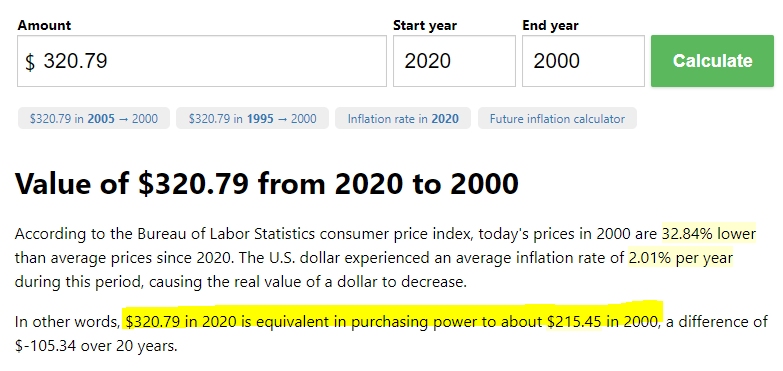 Amount Start year End year
$ 320.79 2020 2000 Calculate
$320.79 in 2005 → 2000 $320.79 in 1995 → 2000 Inflation rate in 2020 Future inflation calculator
Value of $320.79 from 2020 to 2000
According to the Bureau of Labor Statistics consumer price index, today's prices in 2000 are 32.84% lower
than average prices since 2020. The U.S. dollar experienced an average inflation rate of 2.01% per year
during this period, causing the real value of a dollar to decrease.
In other words, $320.79 in 2020 is equivalent in purchasing power to about $215.45 in 2000, a difference of
$-105.34 over 20 years.